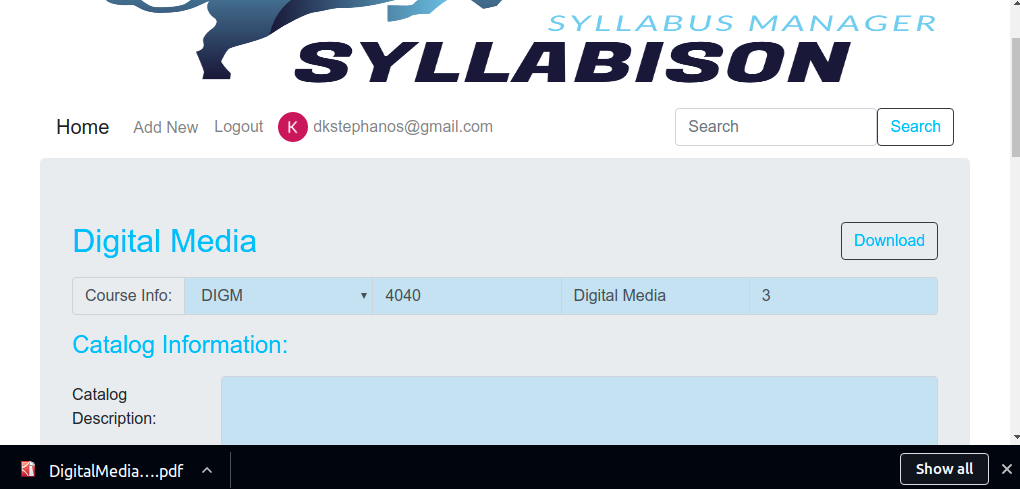 SYLLABUS MANAGER
SYLLABISON
Home Add New Logout K dkstephanos@gmail.com Search Search
Digital Media Download
Course Info: DIGM 4040 Digital Media 3
Catalog Information:
Catalog
Description:
DigitalMedia....pdf Show all